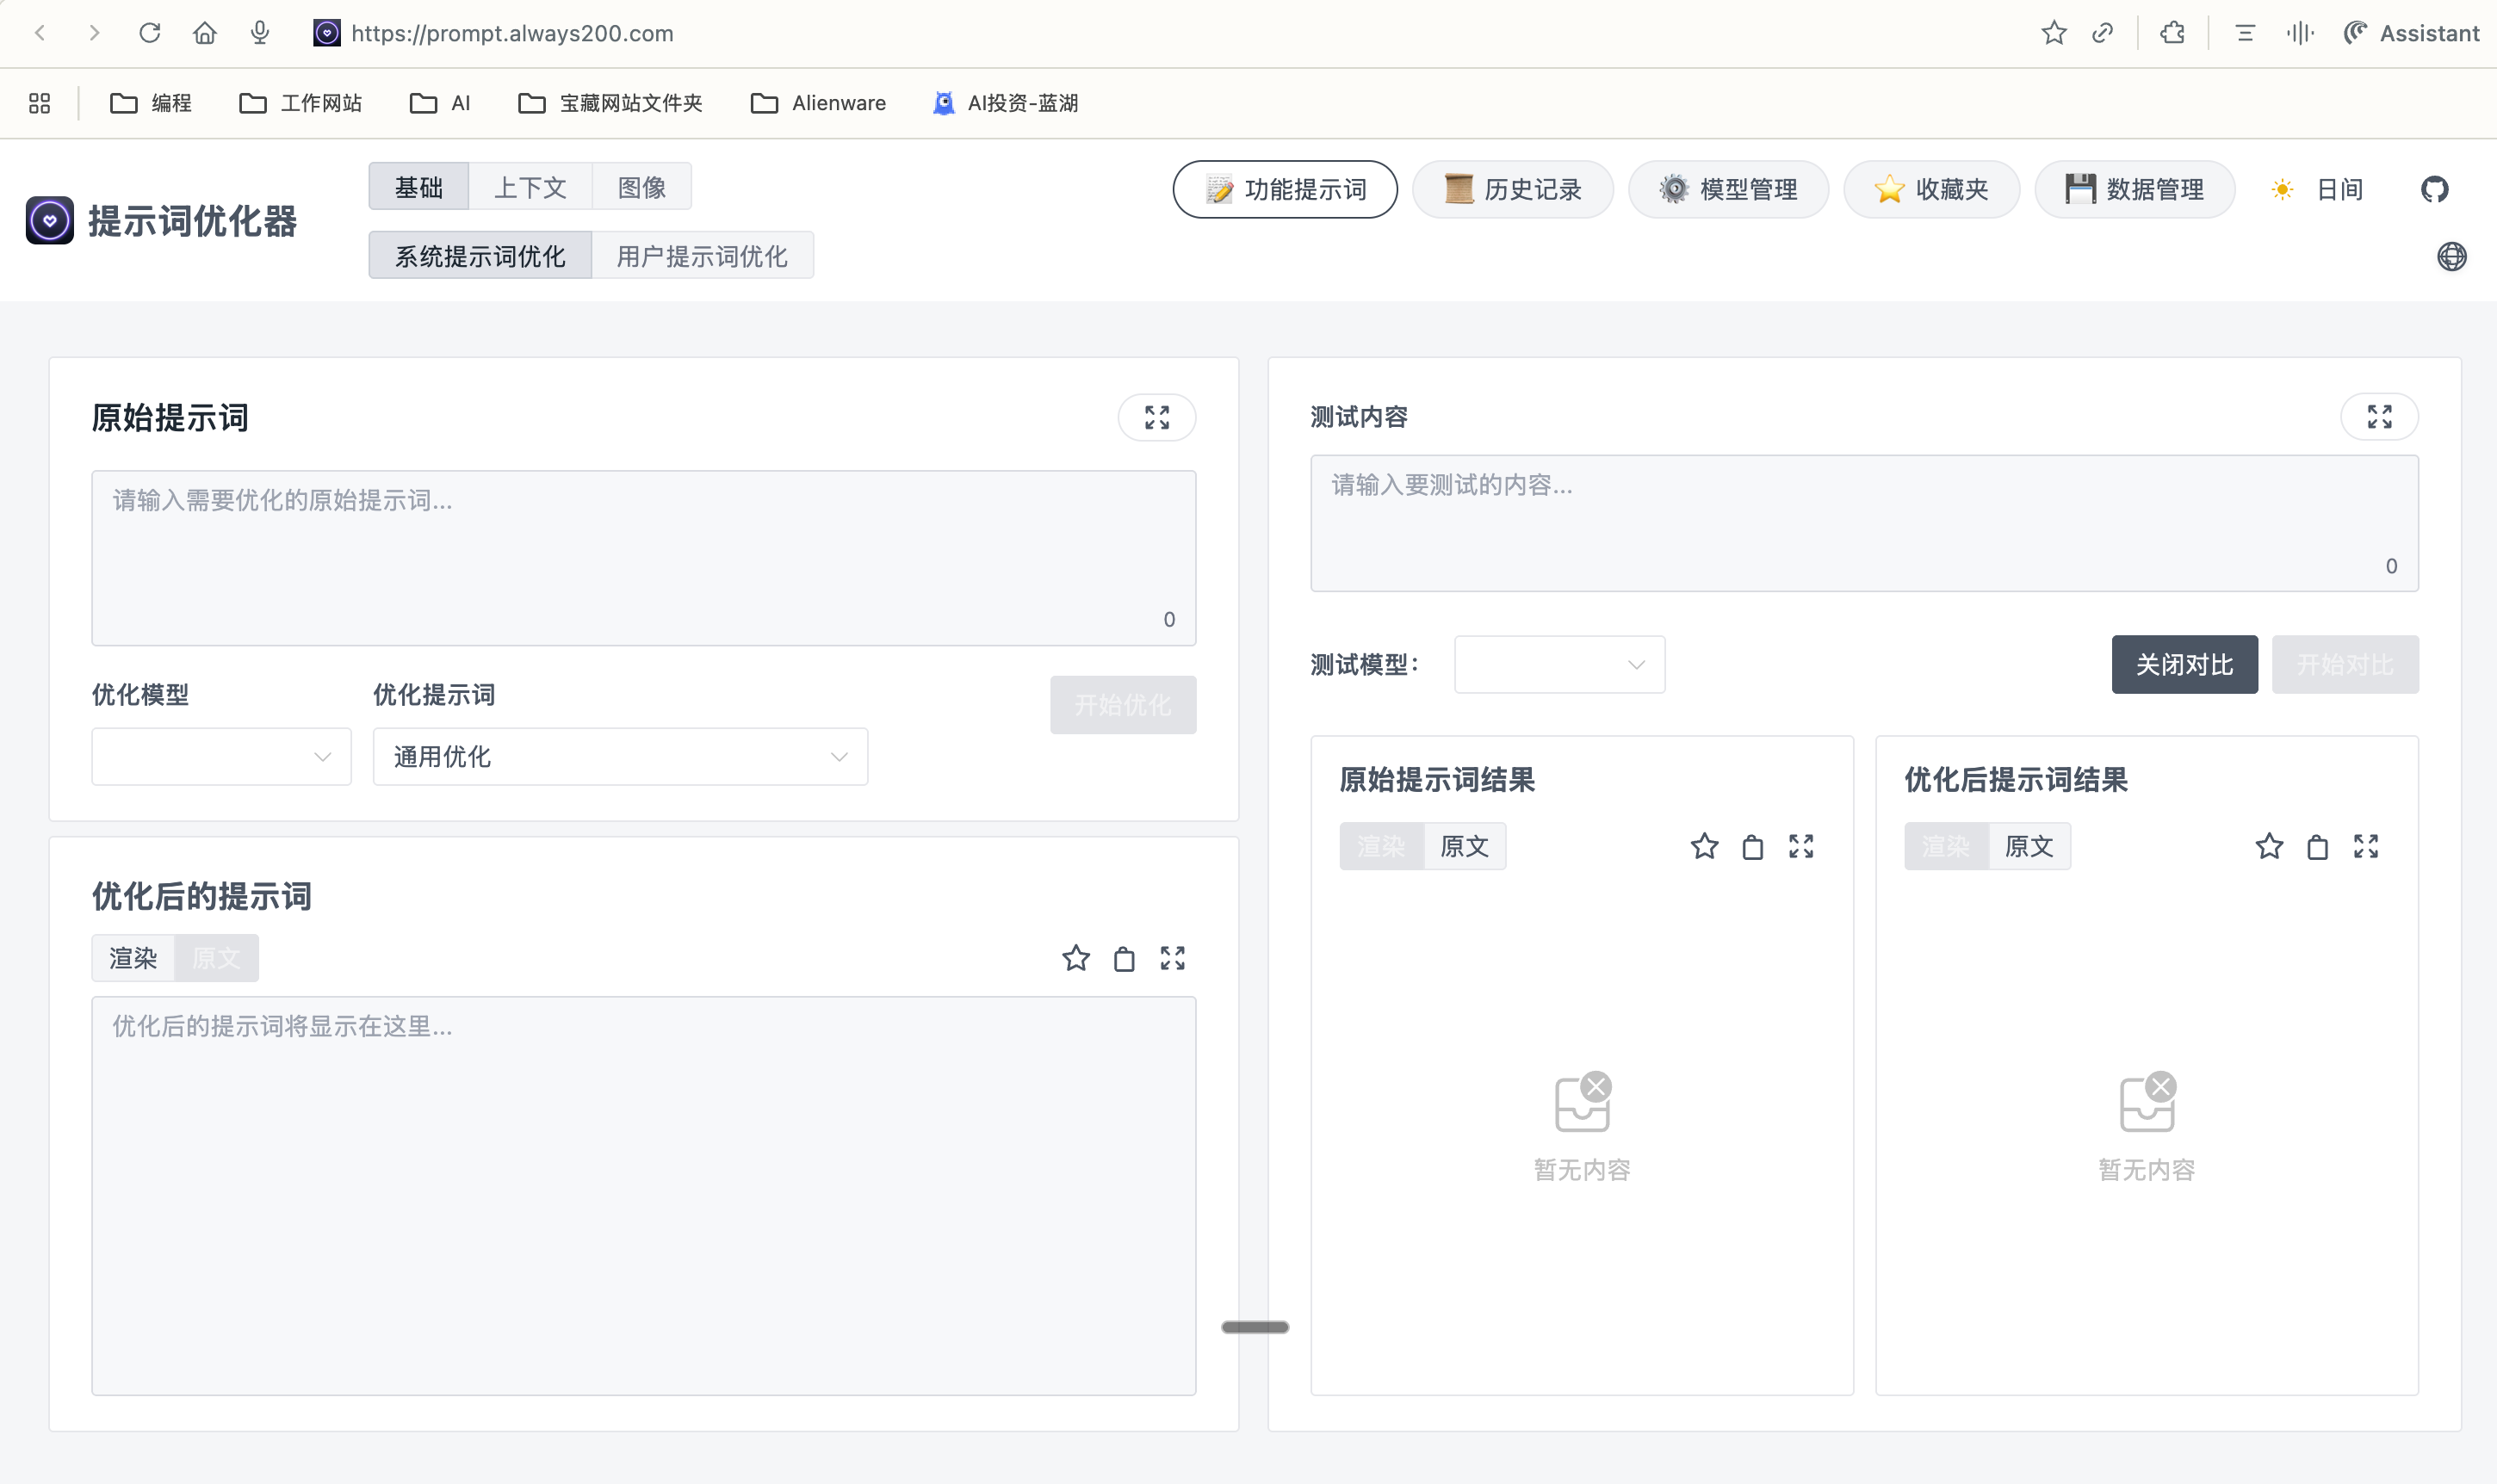 https://prompt.always200.com
Assistant
编程
工作网站
AI
宝藏网站文件夹
Alienware
AI投资-蓝湖
提示词优化器
基础
上下文
图像
系统提示词优化
用户提示词优化
功能提示词
历史记录
模型管理
收藏夹
数据管理
日间
原始提示词
请输入需要优化的原始提示词...
0
优化模型
优化提示词
开始优化
通用优化
优化后的提示词
渲染
原文
优化后的提示词将显示在这里...
测试内容
请输入要测试的内容...
0
测试模型：
关闭对比
开始对比
原始提示词结果
渲染
原文
暂无内容
优化后提示词结果
渲染
原文
暂无内容